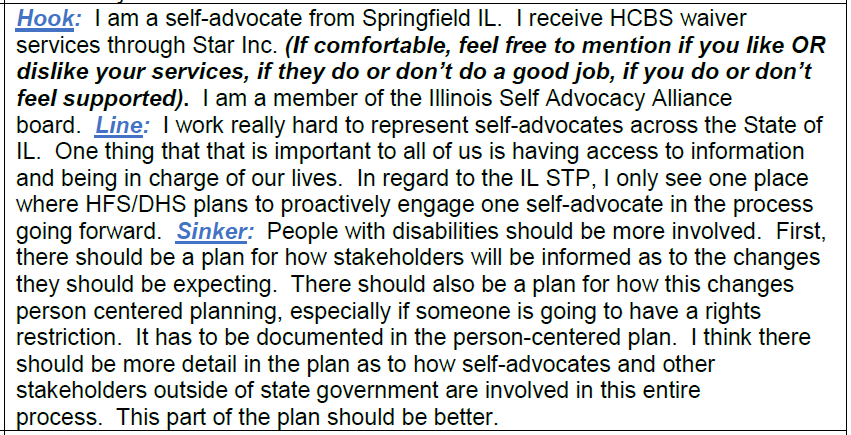 Hook:  I am a self-advocate from Springfield IL.  I receive HCBS waiver
services through Star Inc. (If comfortable, feel free to mention if you like OR
dislike your services, if they do or don't do a good job, if you do or don't
feel supported).  I am a member of the Illinois Self Advocacy Alliance
board.  Line:  I work really hard to represent self-advocates across the State of
IL.  One thing that that is important to all of us is having access to information
and being in charge of our lives.  In regard to the IL STP, I only see one place
where HFS/DHS plans to proactively engage one self-advocate in the process
going forward.  Sinker:  People with disabilities should be more involved.  First,
there should be a plan for how stakeholders will be informed as to the changes
they should be expecting.  There should also be a plan for how this changes
person centered planning, especially if someone is going to have a rights
restriction.  It has to be documented in the person-centered plan.  I think there
should be more detail in the plan as to how self-advocates and other
stakeholders outside of state government are involved in this entire
process.  This part of the plan should be better.